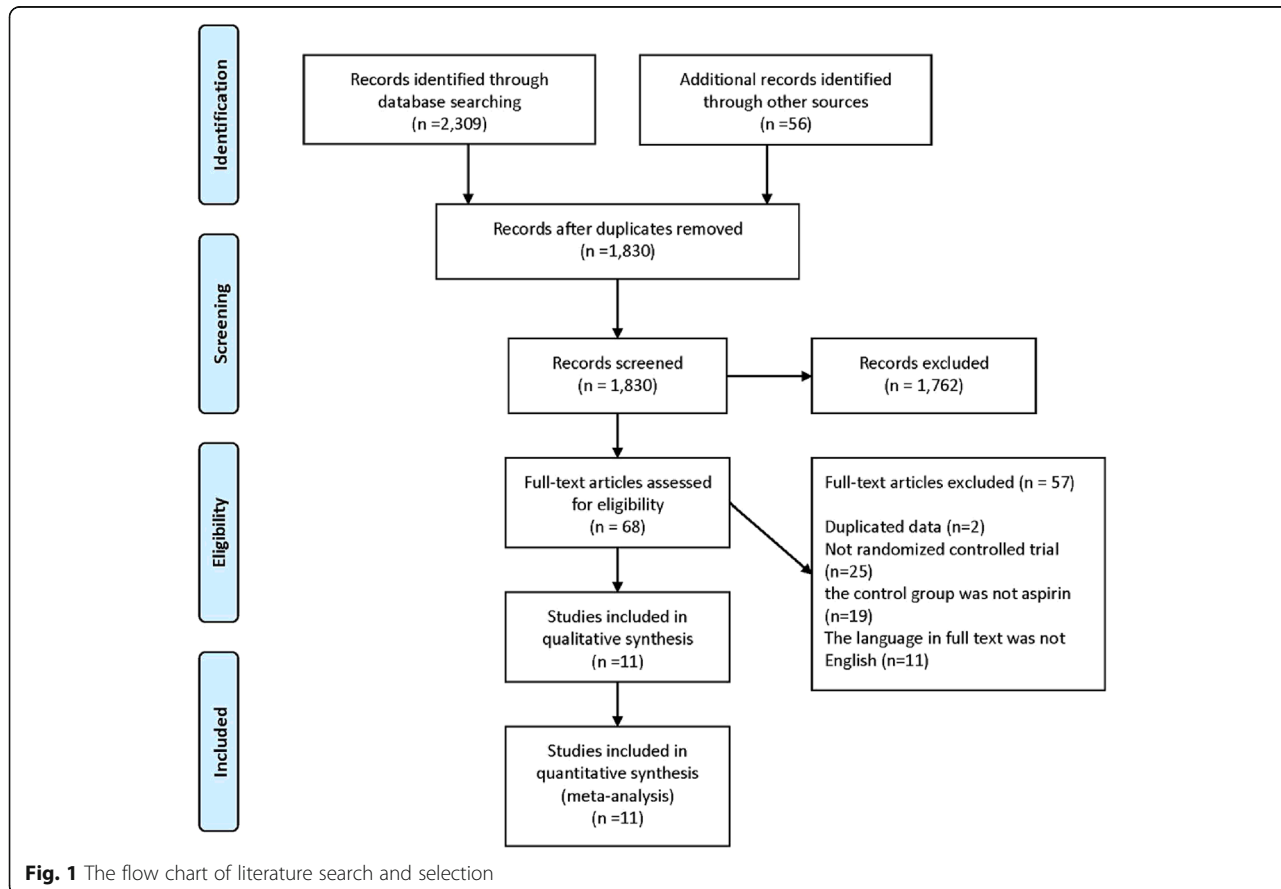 Identification
Records identified through
database searching
(n =2,309)
Additional records identified
through other sources
(n =56)
Records after duplicates removed
(n =1,830)
Screening
Records screened
(n = 1,830)
Records excluded
(n = 1,762)
Eligibility
Full-text articles assessed
for eligibility
(n = 68)
Full-text articles excluded (n = 57)
Duplicated data (n=2)
Not randomized controlled trial
(n=25)
the control group was not aspirin
(n=19)
The language in full text was not
English (n=11)
Studies included in
qualitative synthesis
(n =11)
Included
Studies included in
quantitative synthesis
(meta-analysis)
(n =11)
Fig. 1 The flow chart of literature search and selection